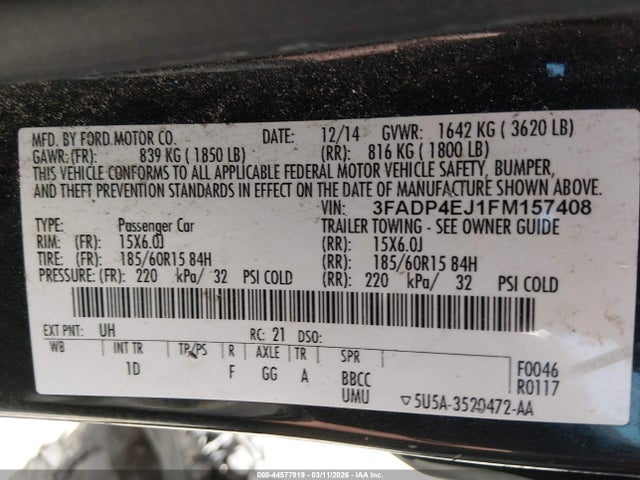 MFD. BY FORD MOTOR CO. DATE: 12/14 GVWR: 1642 KG ( 3620 LB)
GAWR:(FR): 839 KG ( 1850 LB) (RR): 816 KG ( 1800 LB)
THIS VEHICLE CONFORMS TO ALL APPLICABLE FEDERAL MOTOR VEHICLE SAFETY, BUMPER,
AND THEFT PREVENTION STANDARDS IN EFFECT ON THE DATE OF MANUFACTURE SHOWN ABOVE.
VIN: 3FADP4EJ1FM157408
TYPE: Passenger Car TRAILER TOWING - SEE OWNER GUIDE
RIM: (FR): 15X6.0J (RR): 15X6.0J
TIRE: (FR): 185/60R15 84H (RR): 185/60R15 84H
PRESSURE: (FR): 220 kPa/ 32 PSI COLD (RR): 220 kPa/ 32 PSI COLD
EXT PNT: UH RC: 21 DSO:
WB INT TR TP/PS R AXLE TR SPR
1D F GG A BBCC
UMU
F0046
R0117
▽5U5A-3520472-AA
000-44577919 - 03/11/2026 - IAAI Inc.